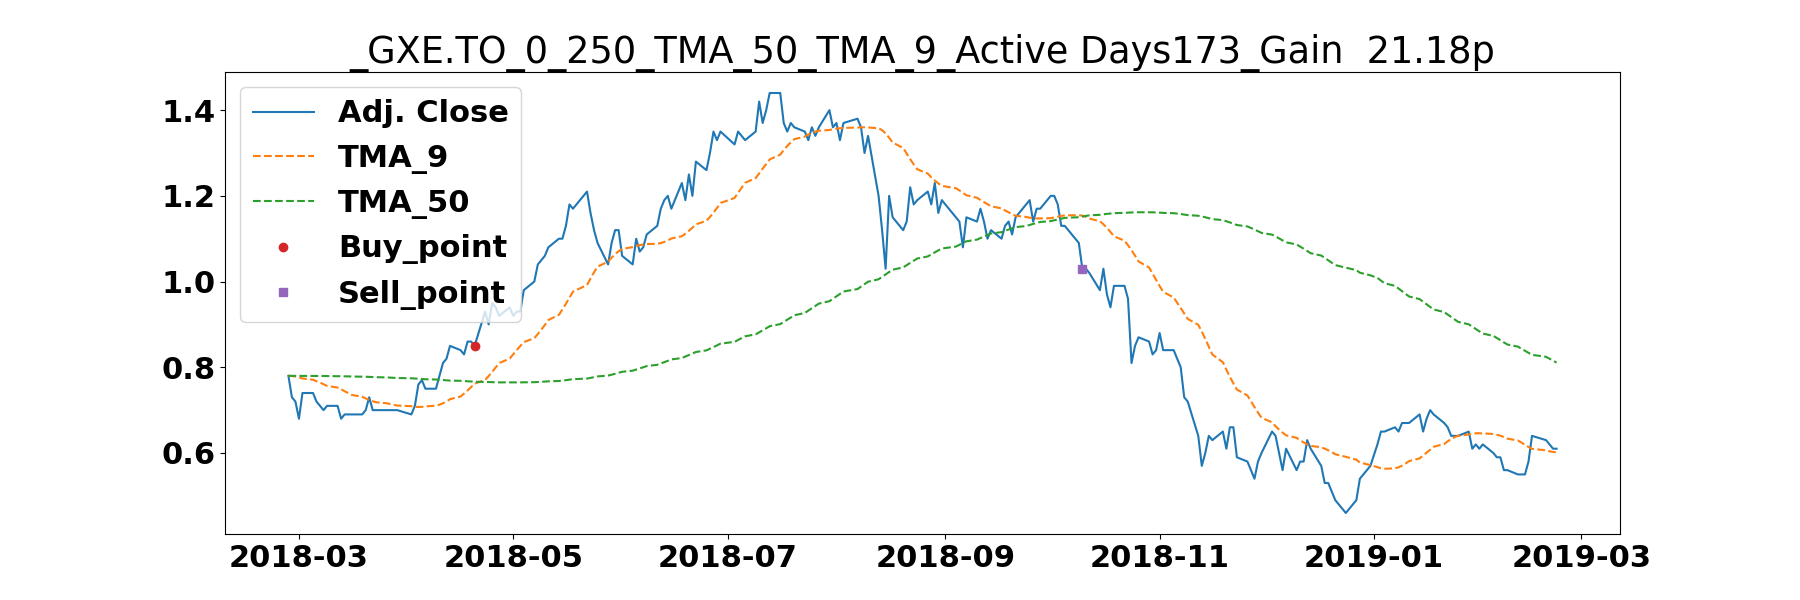 _GXE.TO_0_250_TMA_50_TMA_9_Active Days173_Gain  21.18p
Adj. Close
TMA_9
TMA_50
Buy_point
Sell_point
1.4
1.2
1.0
0.8
0.6
2018-03 2018-05 2018-07 2018-09 2018-11 2019-01 2019-03